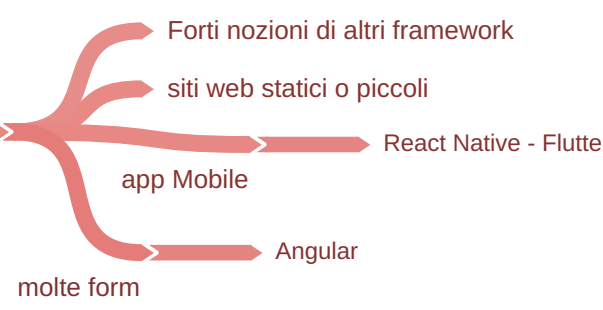 Forti nozioni di altri framework
siti web statici o piccoli
React Native - Flutte
app Mobile
Angular
molte form